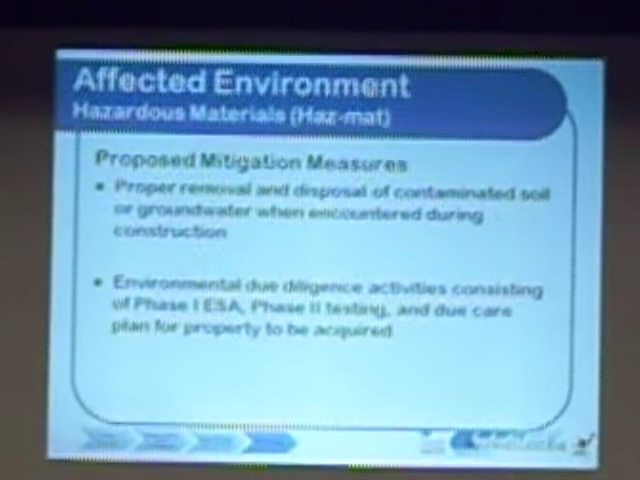 Affected Environment
Hazardous Materials (Haz-mat)
Proposed Mitigation Measures
• Proper removal and disposal of contaminated soil
or groundwater when encountered during
construction
• Environmental due diligence activities consisting
of Phase I ESA, Phase II testing, and due care
plan for property to be acquired